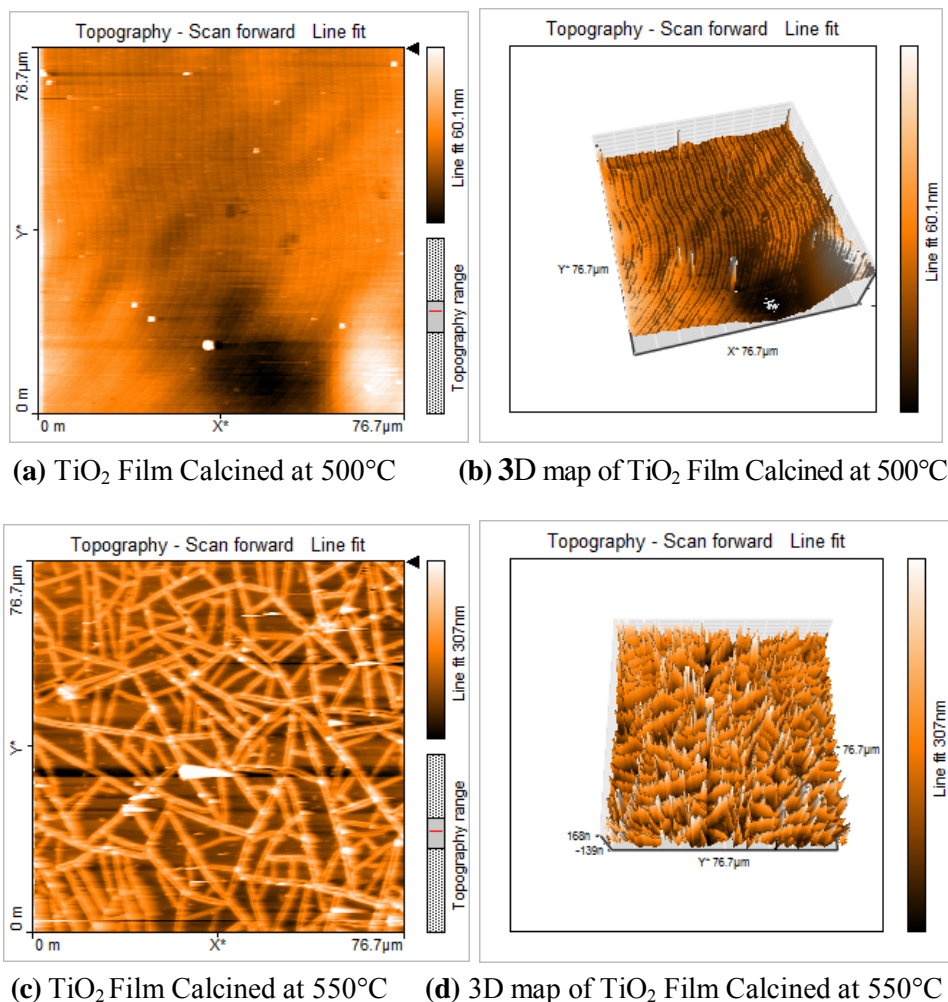 Topography - Scan forward Line fit
76.7µm
Y*
0 m
0 m
X*
76.7µm
Line fit 60.1nm
Topography range
Topography - Scan forward Line fit
Y* 76.7µm
X* 76.7µm
Line fit 60.1nm
(a) TiO₂ Film Calcined at 500°C
(b) 3D map of TiO₂ Film Calcined at 500°C
Topography - Scan forward Line fit
76.7µm
Y*
0 m
0 m
X*
76.7µm
Line fit 307nm
Topography range
Topography - Scan forward Line fit
76.7µm
168n
-139n
Y* 76.7µm
Line fit 307nm
(c) TiO₂ Film Calcined at 550°C
(d) 3D map of TiO₂ Film Calcined at 550°C